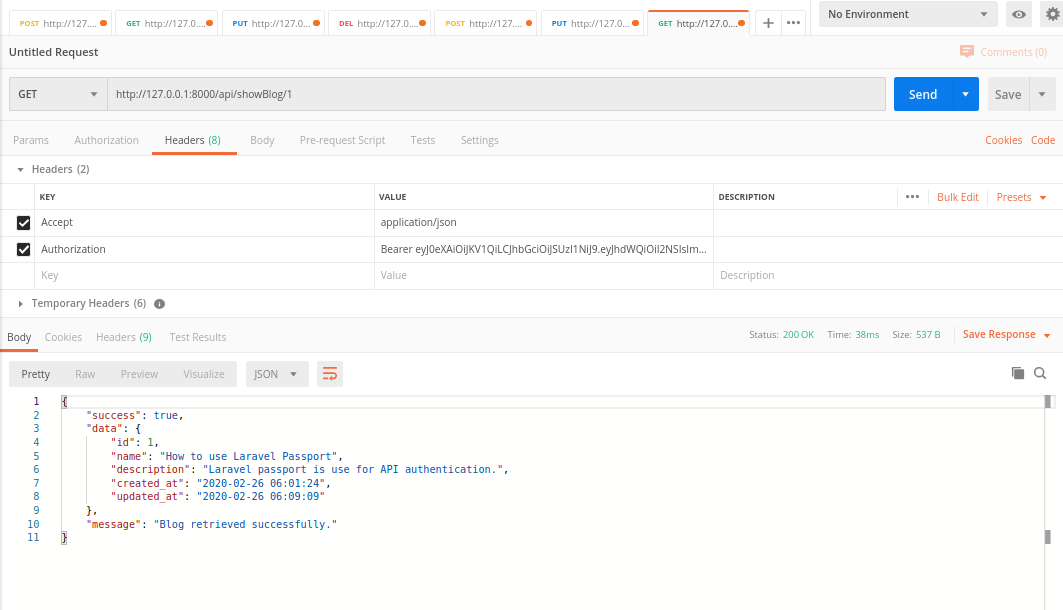 POST http://127.... GET http://127.0... PUT http://127.0... DEL http://127.0.... POST http://127.... PUT http://127.0... GET http://127.0.... + ••• No Environment
Untitled Request Comments (0)
GET http://127.0.0.1:8000/api/showBlog/1 Send Save
Params Authorization Headers (8) Body Pre-request Script Tests Settings Cookies Code
Headers (2)
KEY VALUE DESCRIPTION ••• Bulk Edit Presets
Accept application/json
Authorization Bearer eyJ0eXAiOiJKV1QiLCJhbGciOiJSUzI1NiJ9.eyJhdWQiOiI2NSIsIm...
Key Value Description
Temporary Headers (6)
Body Cookies Headers (9) Test Results Status: 200 OK Time: 38ms Size: 537 B Save Response
Pretty Raw Preview Visualize JSON
1 {
2 "success": true,
3 "data": {
4 "id": 1,
5 "name": "How to use Laravel Passport",
6 "description": "Laravel passport is use for API authentication.",
7 "created_at": "2020-02-26 06:01:24",
8 "updated_at": "2020-02-26 06:09:09"
9 },
10 "message": "Blog retrieved successfully."
11 }